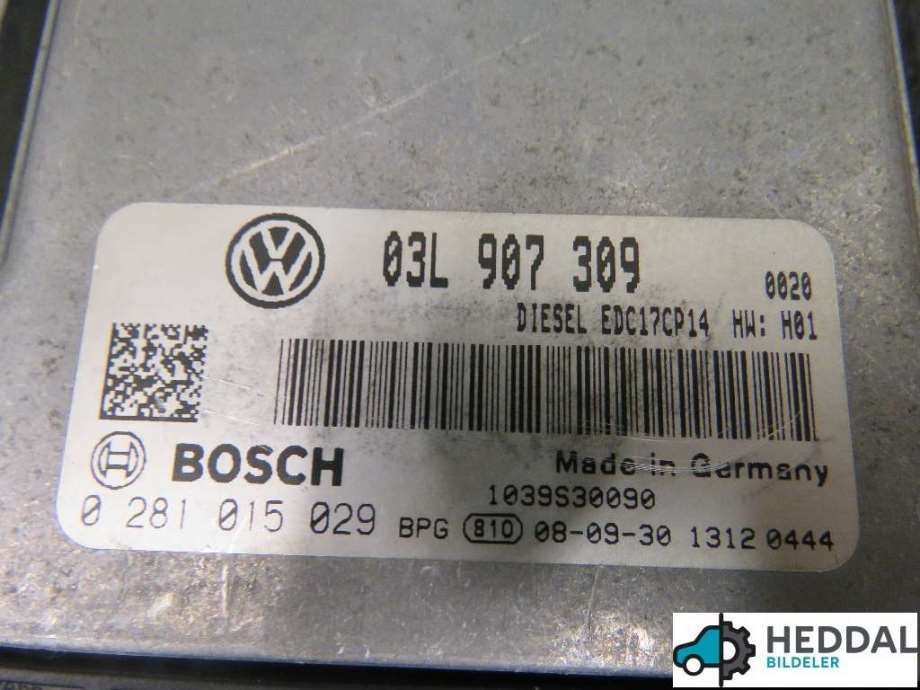 03L 907 309
0020
DIESEL EDC17CP14 HW: H01
BOSCH
Made in Germany
1039S30090
0 281 015 029 BPG 810 08-09-30 1312 0444
HEDDAL
BILDELER